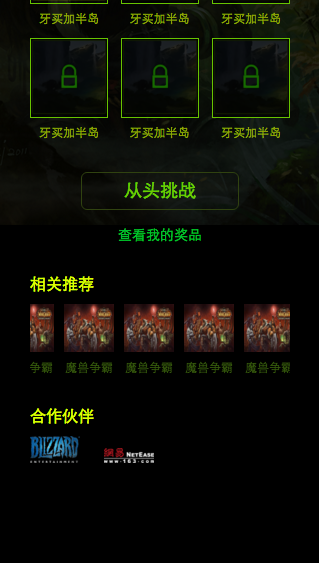 牙买加半岛 牙买加半岛 牙买加半岛
牙买加半岛 牙买加半岛 牙买加半岛
从头挑战
查看我的奖品
相关推荐
争霸 魔兽争霸 魔兽争霸 魔兽争霸 魔兽争霸
合作伙伴
BLIZZARD 網易 NETEASE
ENTERTAINMENT www.163.com